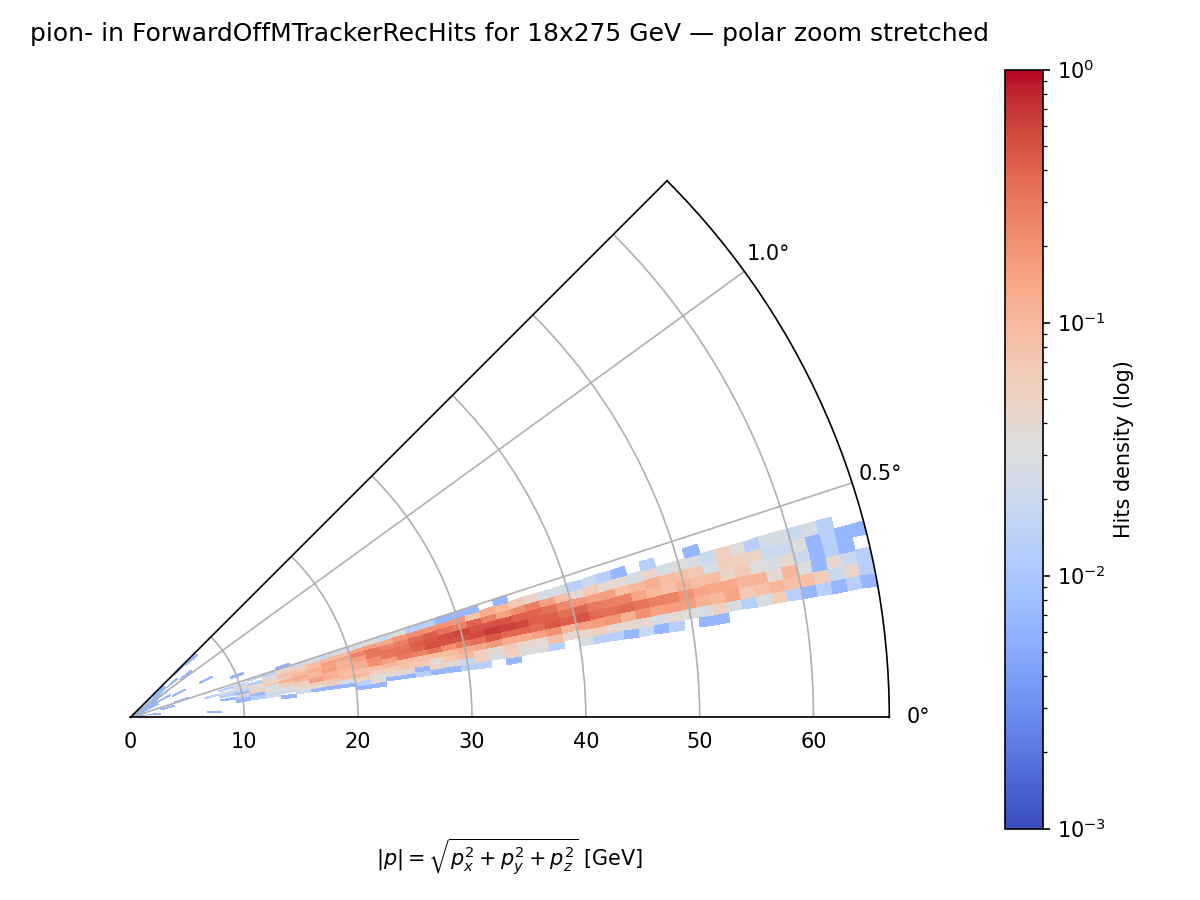 pion- in ForwardOffMTrackerRecHits for 18x275 GeV — polar zoom stretched
10⁰
1.0°
10⁻¹
Hits density (log)
0.5°
10⁻²
0°
0 10 20 30 40 50 60
10⁻³
|p| = √(pₓ² + p_y² + p_z²) [GeV]